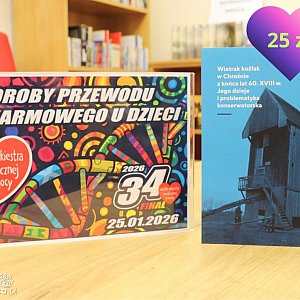 25 z
Wiatrak koźlak
w Chrośnie
z końca lat 60. XVIII w.
Jego dzieje
i problematyka
konserwatorska
OROBY PRZEWODU
ARMOWEGO U DZIECI
kiestra
cznej
ocy
2026
34
FINAŁ
25.01.2026